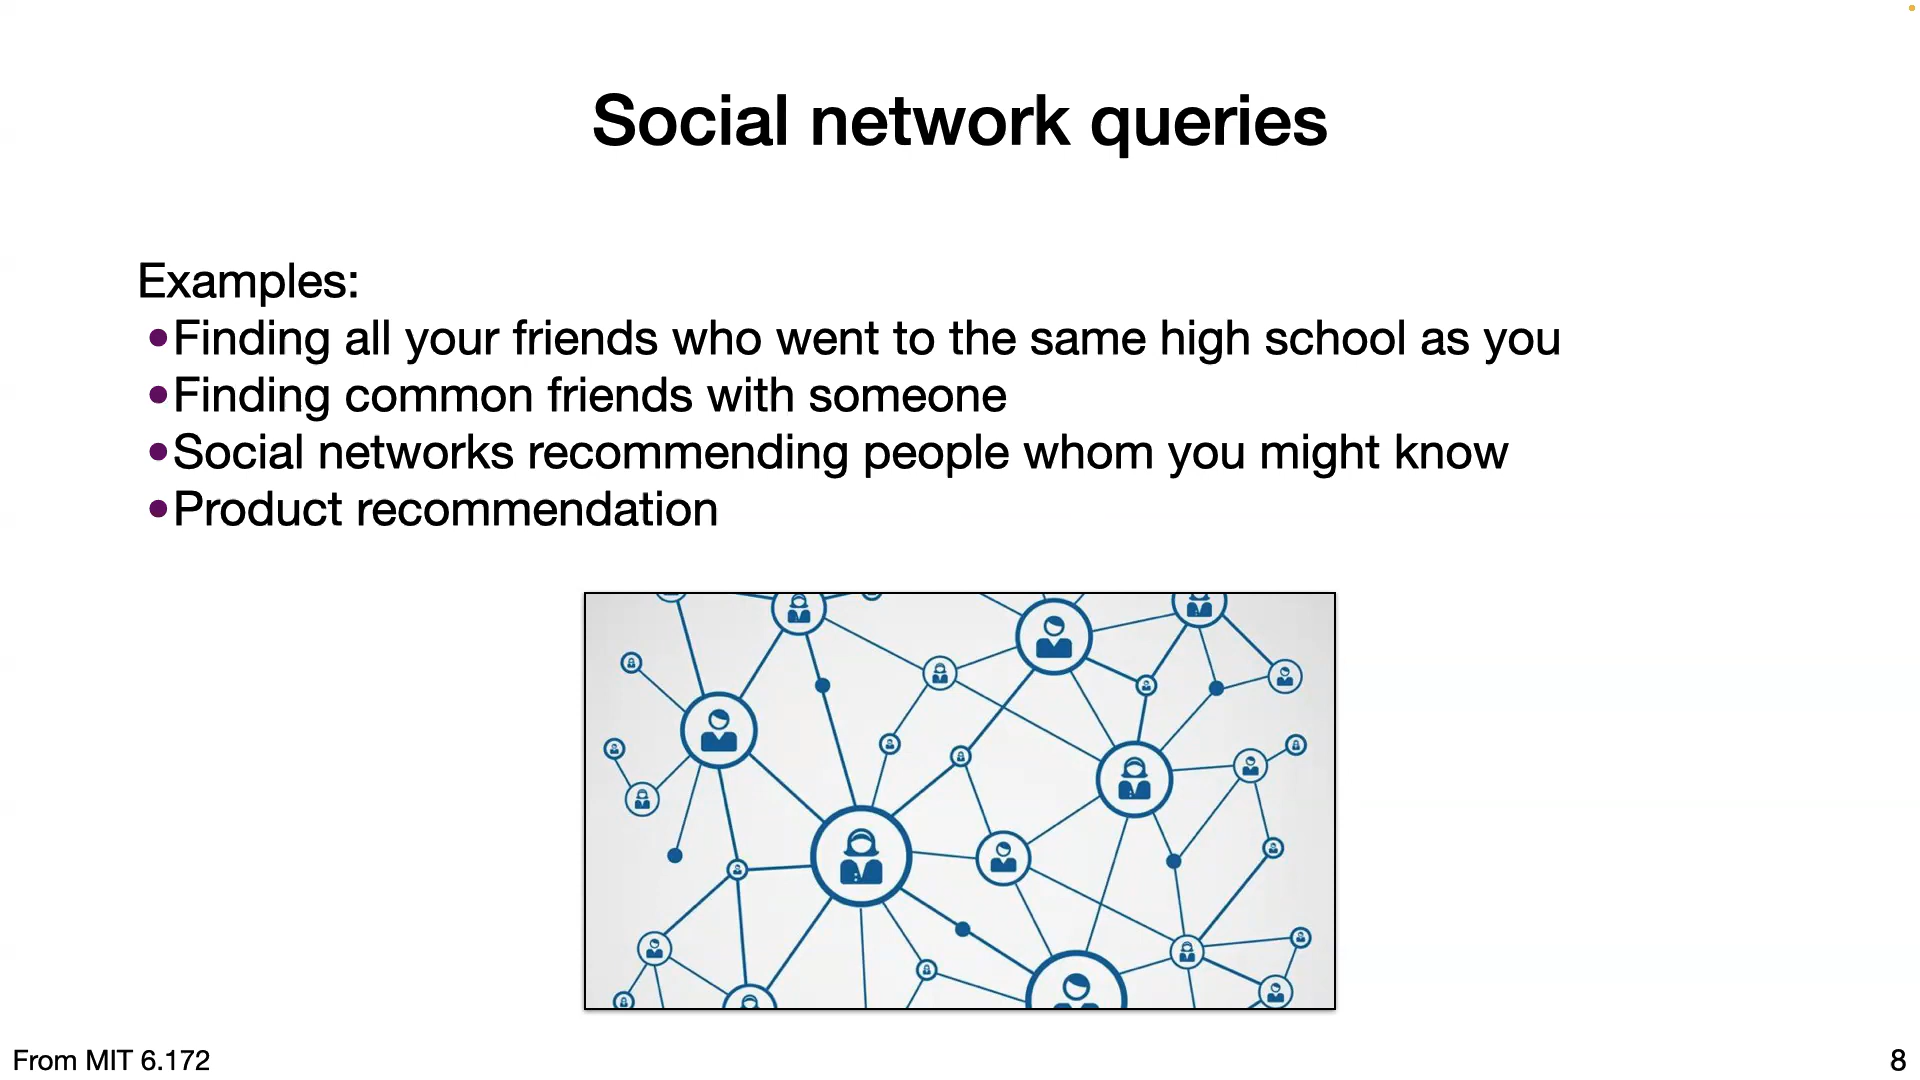 Social network queries
Examples:
•Finding all your friends who went to the same high school as you
•Finding common friends with someone
•Social networks recommending people whom you might know
•Product recommendation
From MIT 6.172
8